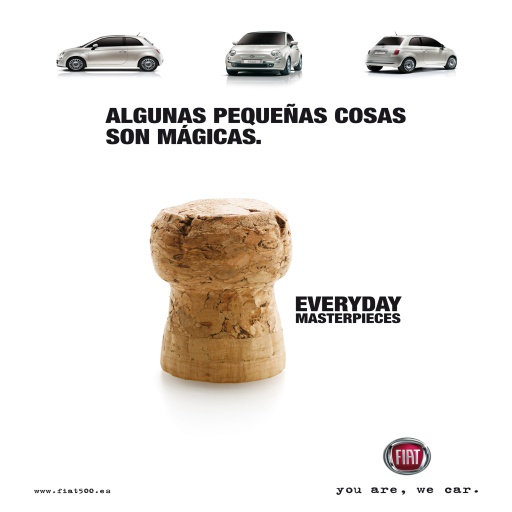 ALGUNAS PEQUEÑAS COSAS
SON MÁGICAS.
EVERYDAY
MASTERPIECES
FIAT
www.fiat500.es
you are, we car.